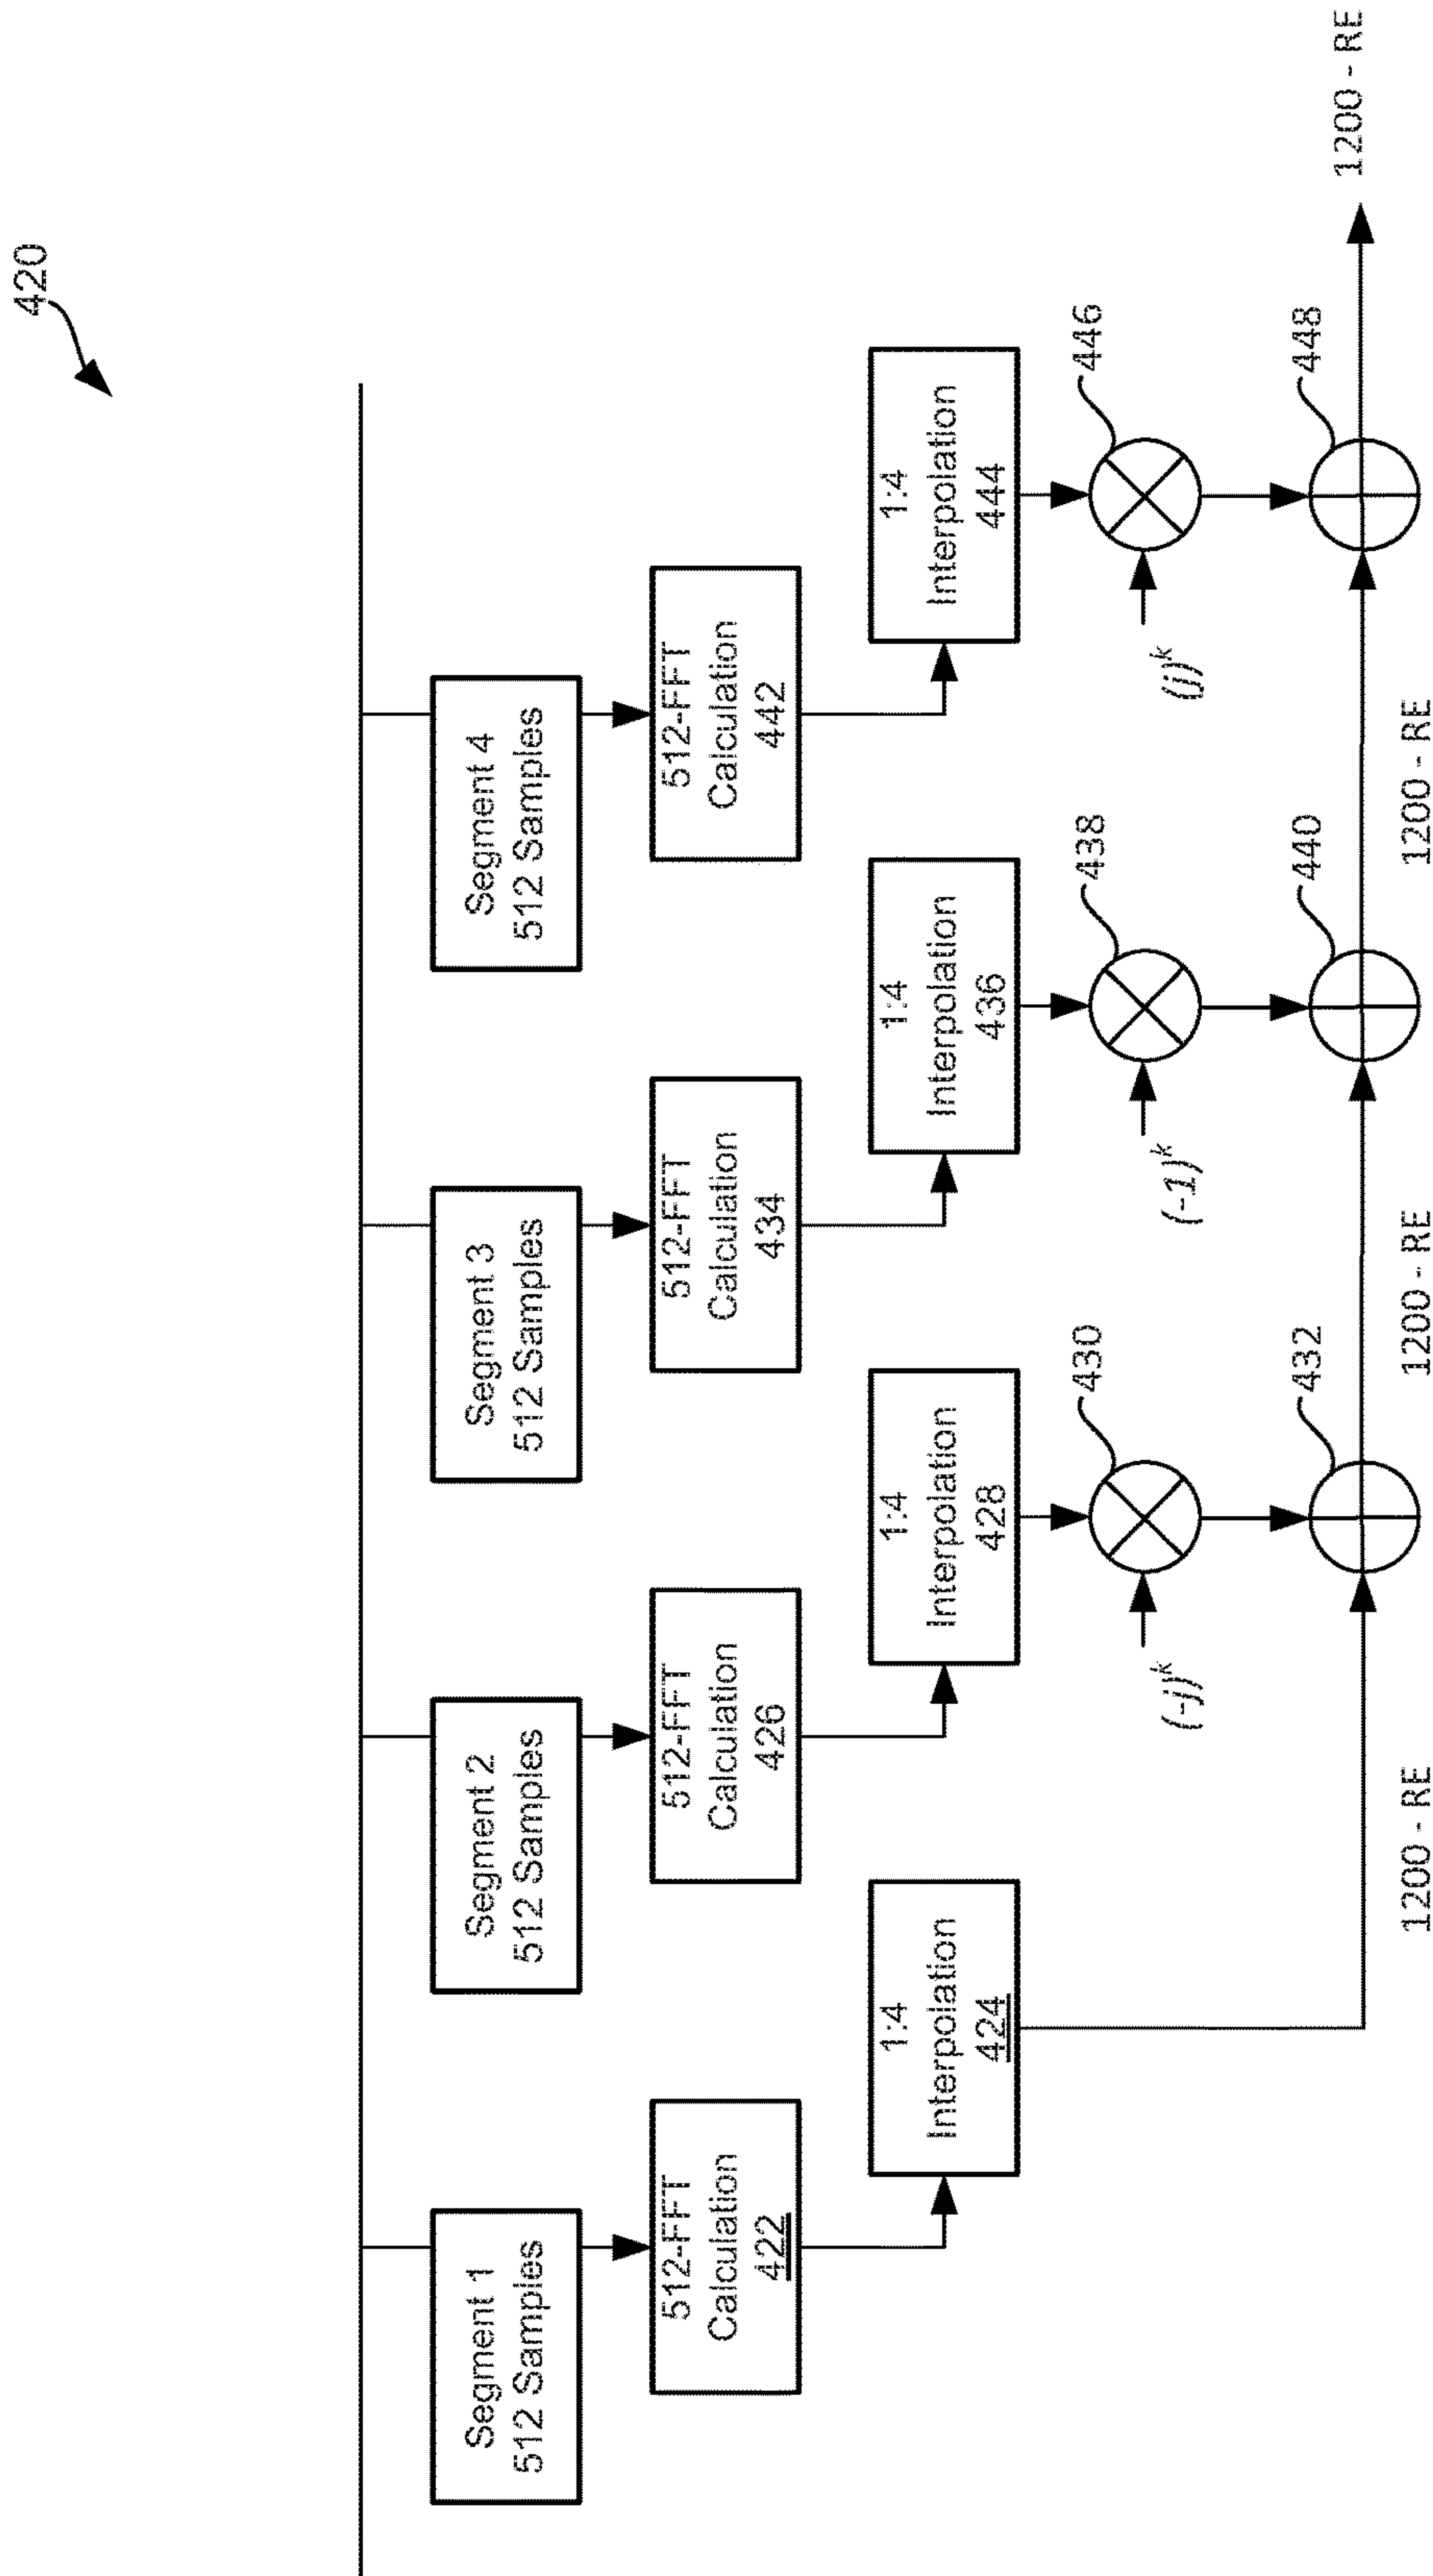 420
Segment 1
512 Samples
Segment 2
512 Samples
Segment 3
512 Samples
Segment 4
512 Samples
512-FFT
Calculation
422
512-FFT
Calculation
426
512-FFT
Calculation
434
512-FFT
Calculation
442
1:4
Interpolation
424
1:4
Interpolation
428
1:4
Interpolation
436
1:4
Interpolation
444
(-j)^k
430
(-1)^k
438
(j)^k
446
432
440
448
1200 - RE
1200 - RE
1200 - RE
1200 - RE